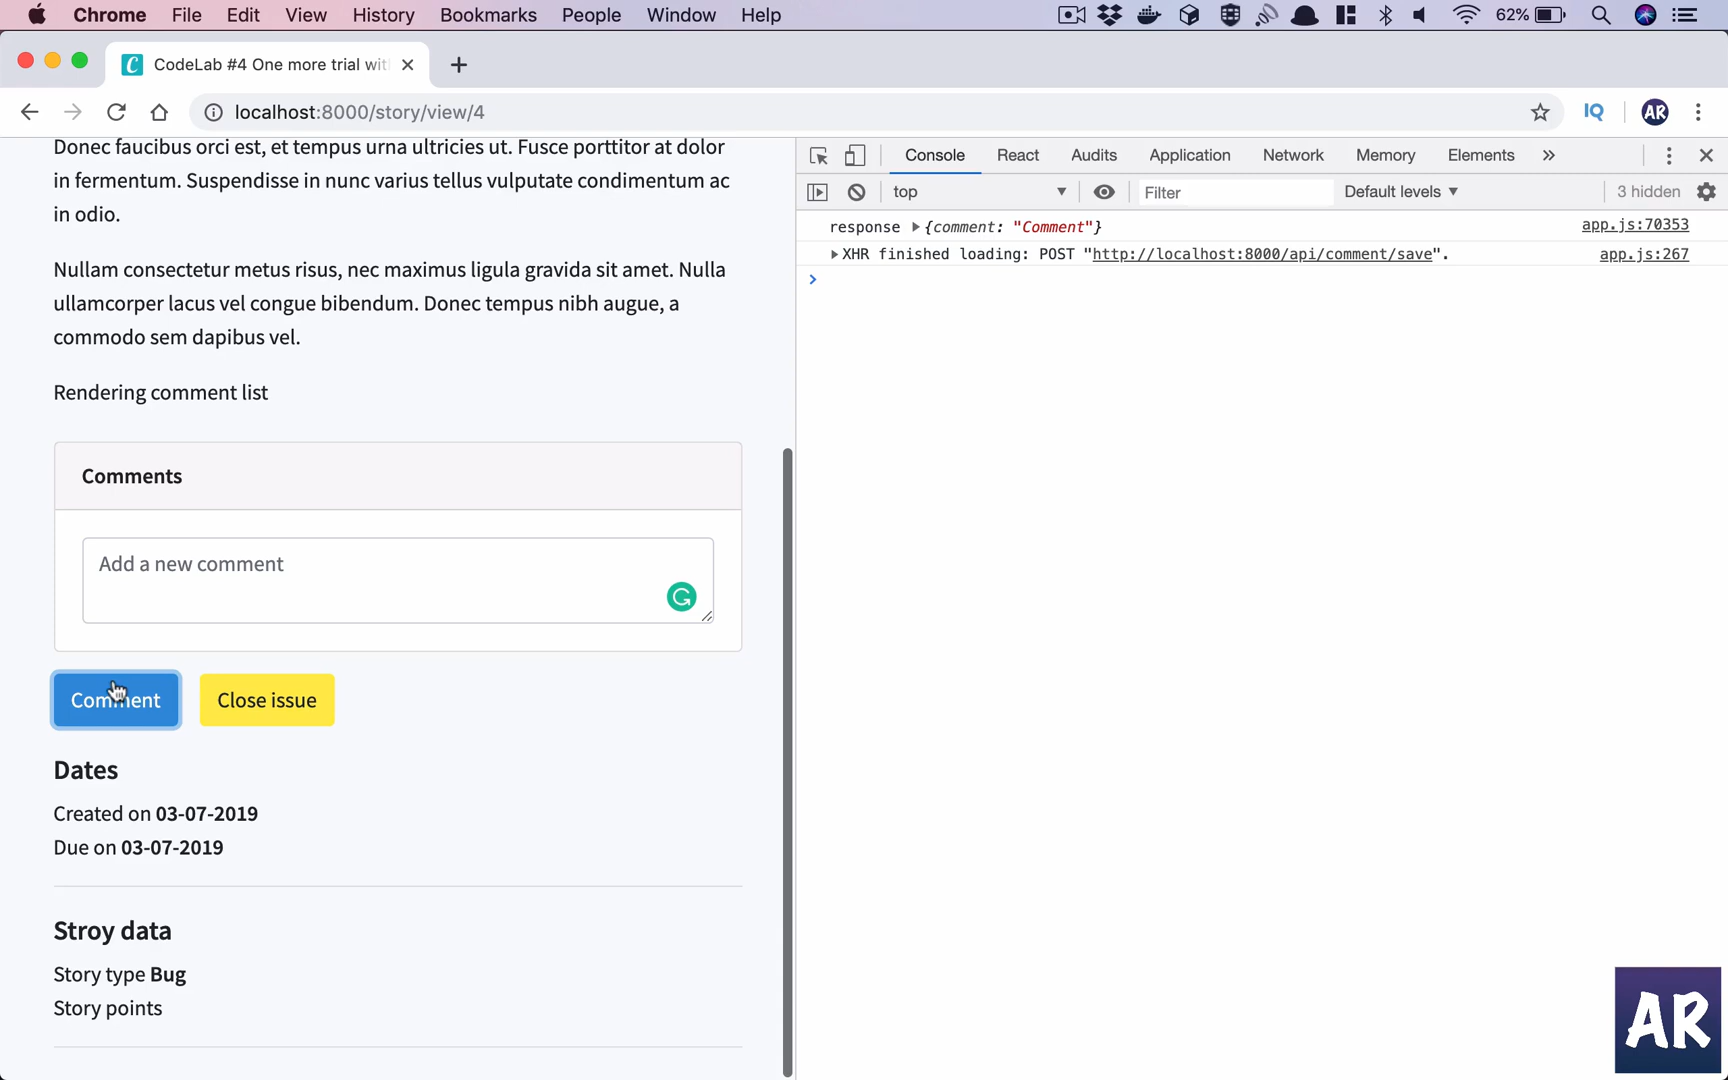 Chrome File Edit View History Bookmarks People Window Help 62%
CodeLab #4 One more trial wit
localhost:8000/story/view/4 IQ AR
Donec faucibus orci est, et tempus urna ultricies ut. Fusce porttitor at dolor
in fermentum. Suspendisse in nunc varius tellus vulputate condimentum ac
in odio.
Nullam consectetur metus risus, nec maximus ligula gravida sit amet. Nulla
ullamcorper lacus vel congue bibendum. Donec tempus nibh augue, a
commodo sem dapibus vel.
Rendering comment list
Comments
Add a new comment
Comment Close issue
Dates
Created on 03-07-2019
Due on 03-07-2019
Stroy data
Story type Bug
Story points
Console React Audits Application Network Memory Elements »
top Filter Default levels 3 hidden
response {comment: "Comment"} app.js:70353
XHR finished loading: POST "http://localhost:8000/api/comment/save". app.js:267
AR